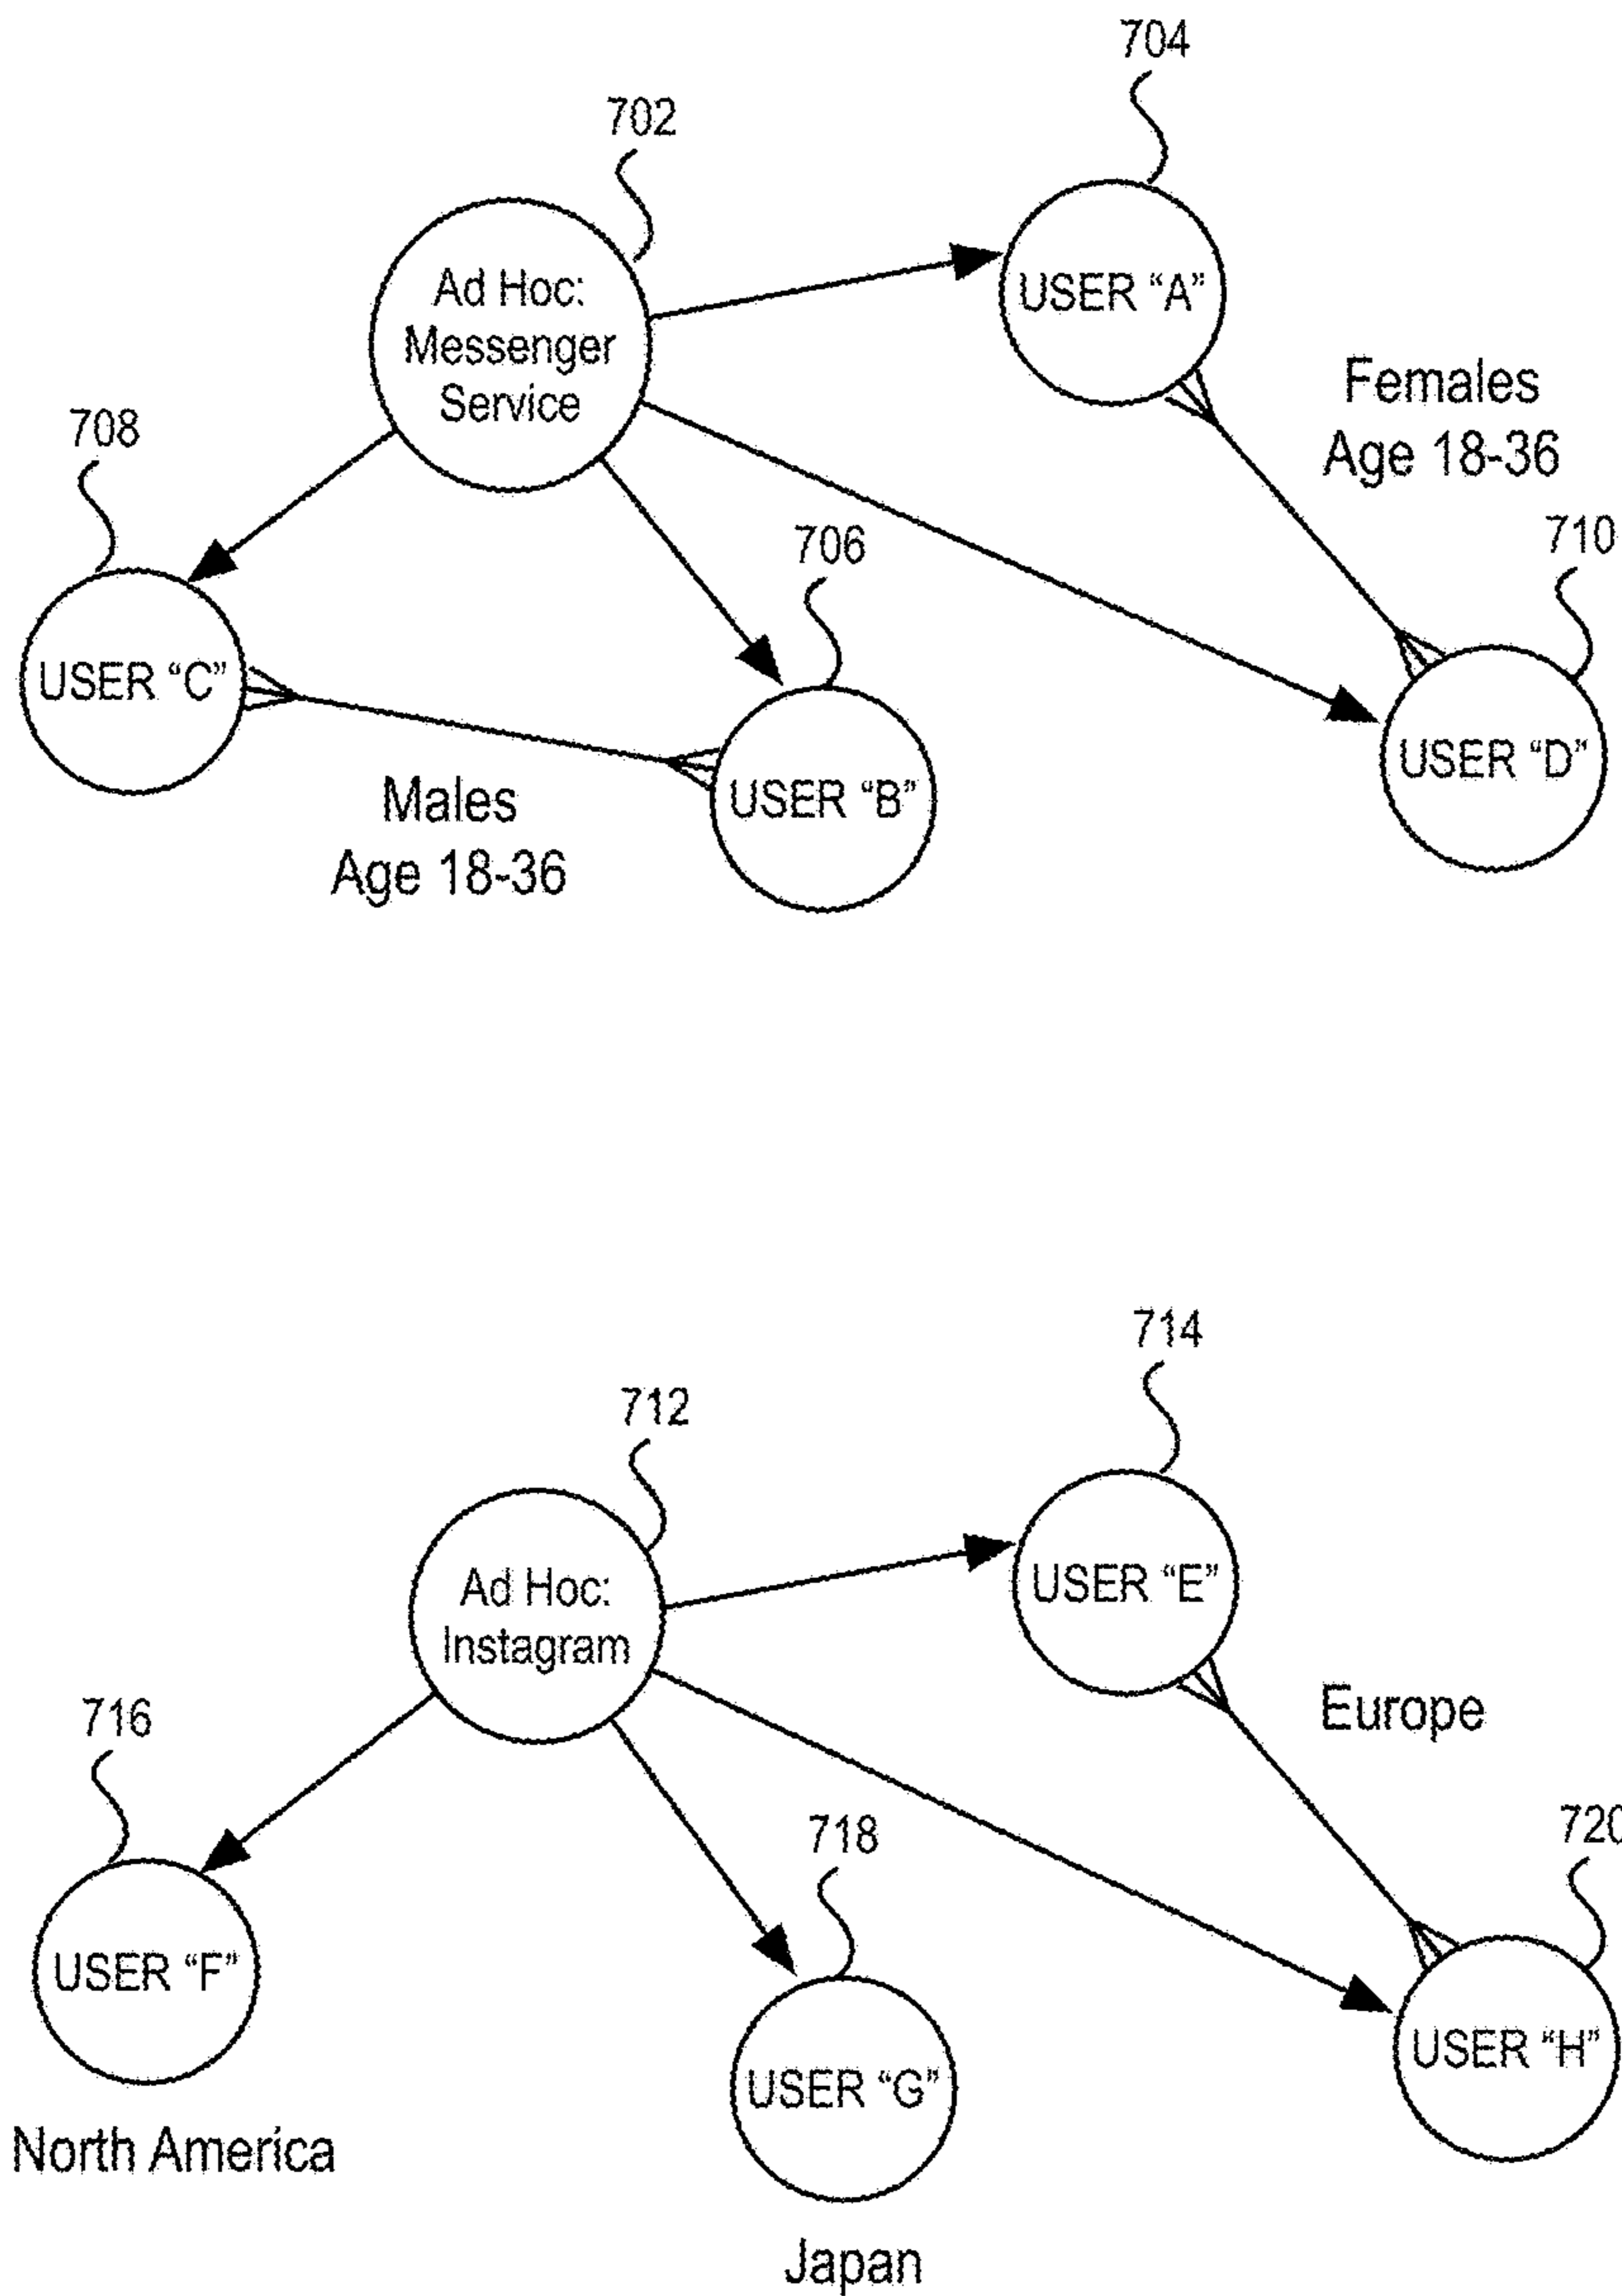 704
702
Ad Hoc:
Messenger
Service
USER “A”
Females
Age 18-36
708
706
710
USER “C”
USER “B”
USER “D”
Males
Age 18-36
714
712
Ad Hoc:
Instagram
USER “E”
716
Europe
718
720
USER “F”
USER “G”
USER “H”
North America
Japan